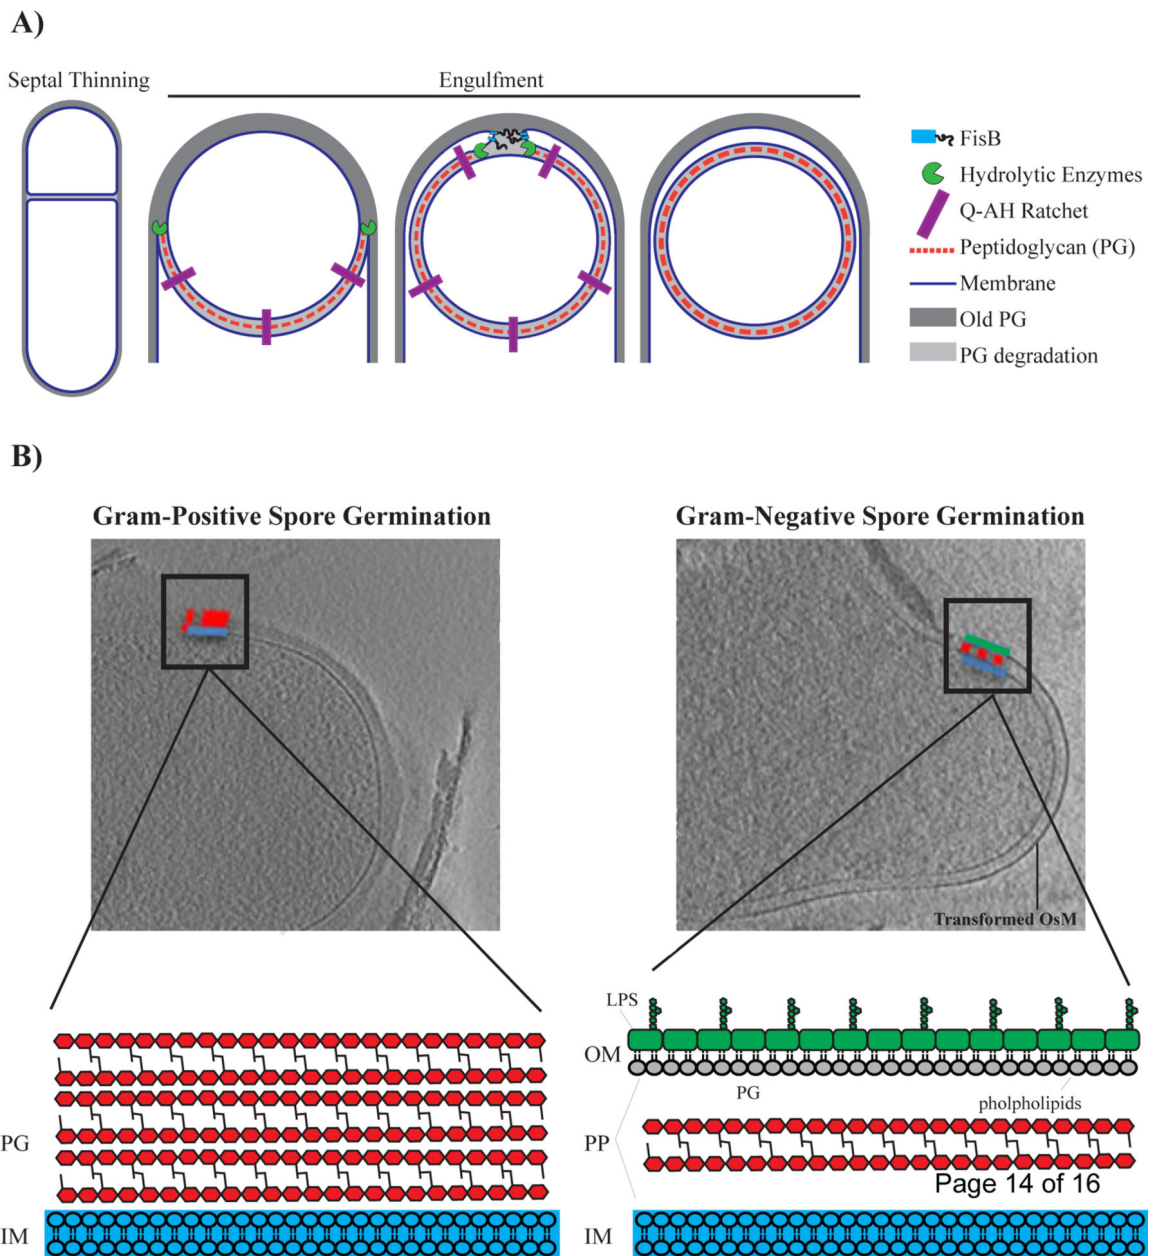 A)
Septal Thinning
Engulfment
FisB
Hydrolytic Enzymes
Q-AH Ratchet
Peptidoglycan (PG)
Membrane
Old PG
PG degradation
B)
Gram-Positive Spore Germination
Gram-Negative Spore Germination
Transformed OsM
LPS
OM
PG
pholpholipids
PG
PP
Page 14 of 16
IM
IM